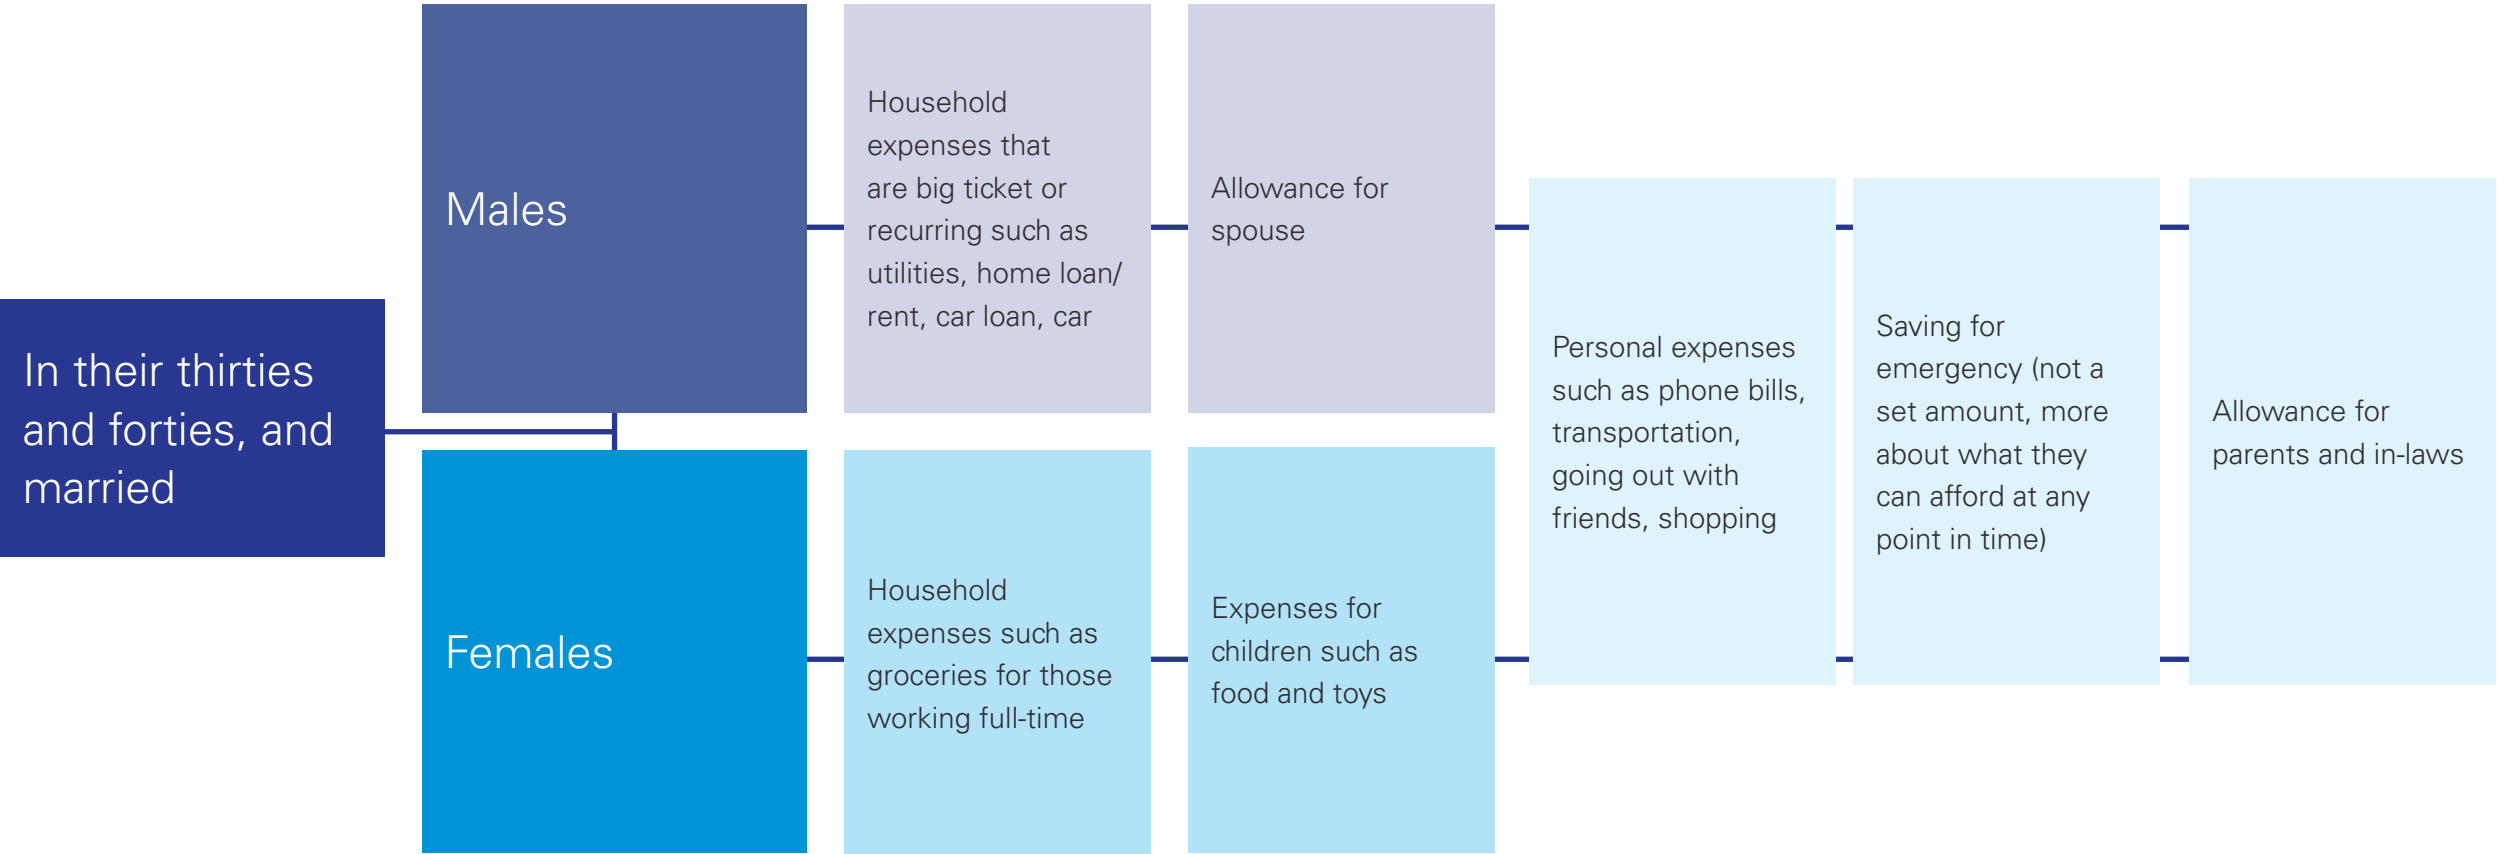 In their thirties
and forties, and
married
Males
Household
expenses that
are big ticket or
recurring such as
utilities, home loan/
rent, car loan, car
Allowance for
spouse
Females
Household
expenses such as
groceries for those
working full-time
Expenses for
children such as
food and toys
Personal expenses
such as phone bills,
transportation,
going out with
friends, shopping
Saving for
emergency (not a
set amount, more
about what they
can afford at any
point in time)
Allowance for
parents and in-laws